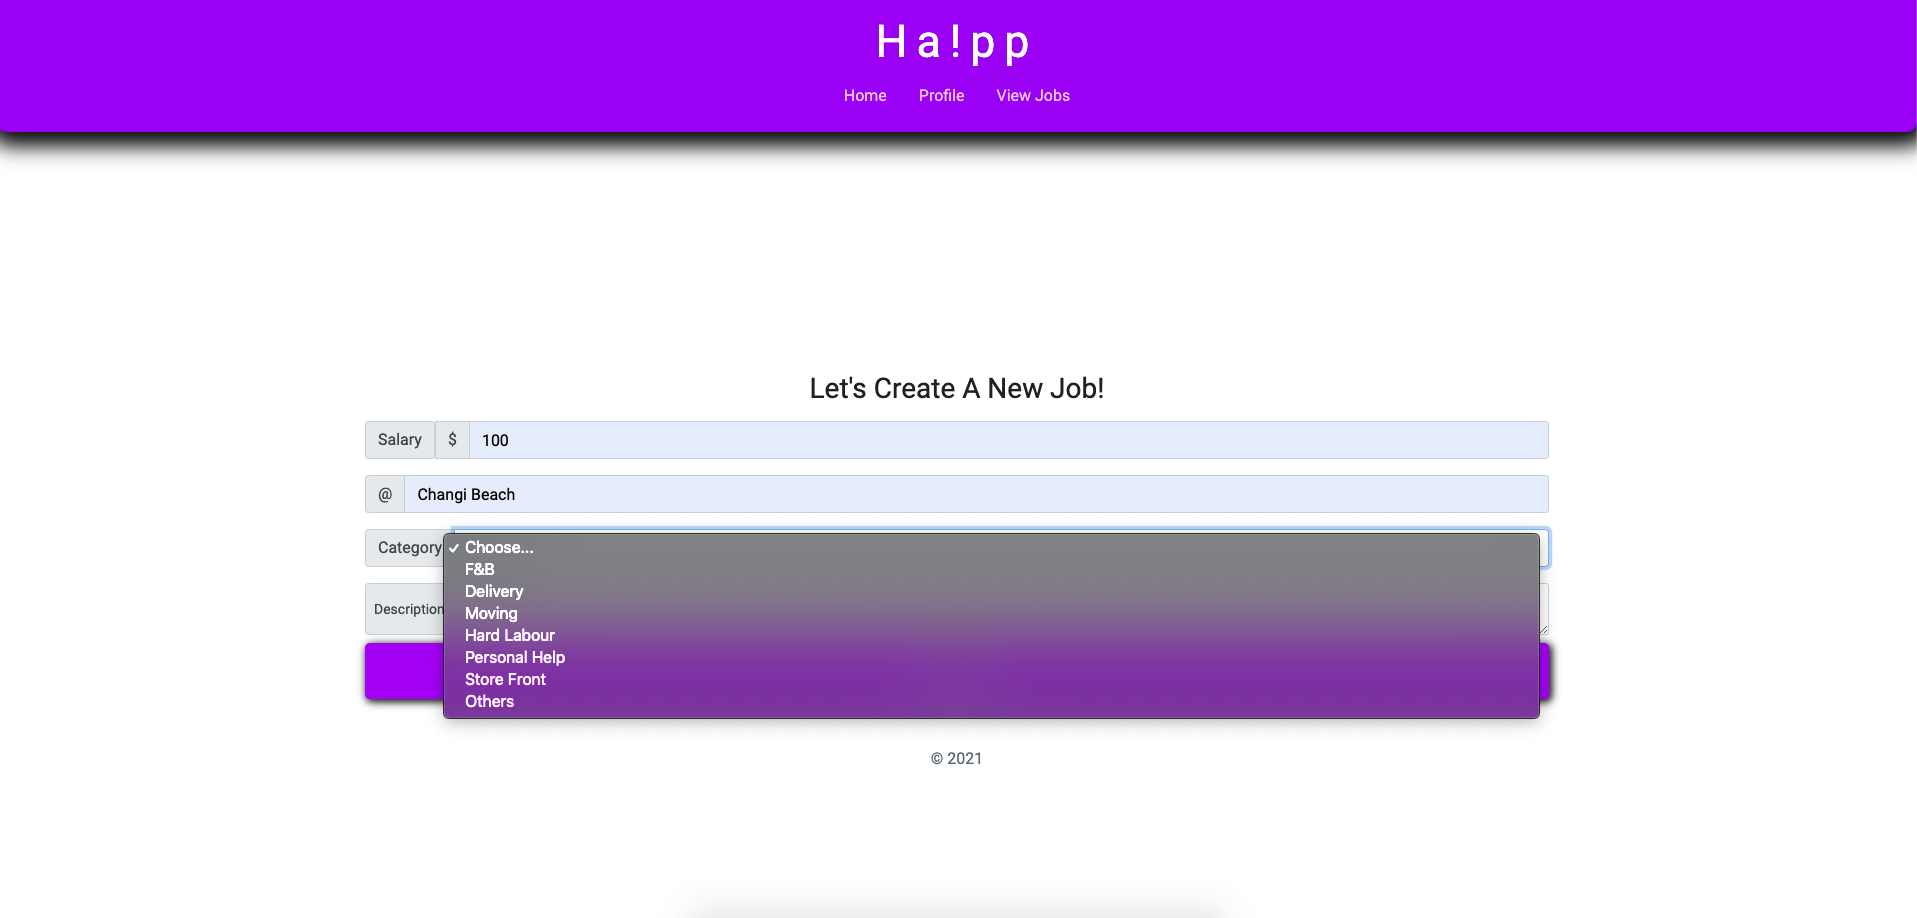 Ha!pp
Home Profile View Jobs
Let's Create A New Job!
Salary $ 100
@ Changi Beach
Category ✓ Choose...
F&B
Delivery
Description
Moving
Hard Labour
Personal Help
Store Front
Others
© 2021